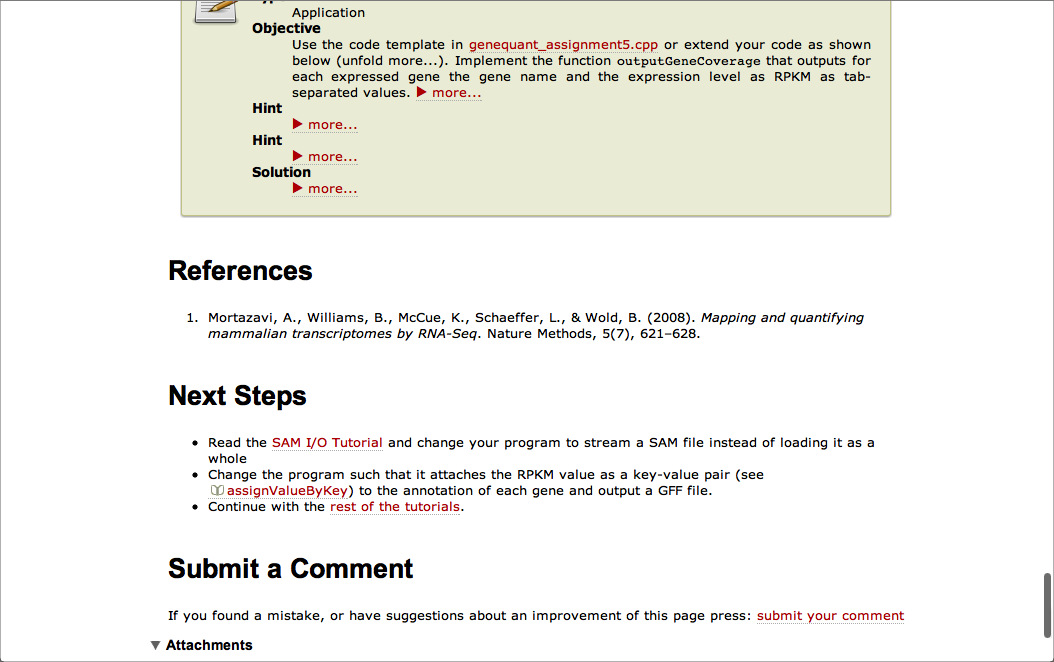 Application
Objective
Use the code template in genequant_assignment5.cpp or extend your code as shown
below (unfold more...). Implement the function outputGeneCoverage that outputs for
each expressed gene the gene name and the expression level as RPKM as tab-
separated values. ▶ more...
Hint
▶ more...
Hint
▶ more...
Solution
▶ more...
References
1. Mortazavi, A., Williams, B., McCue, K., Schaeffer, L., & Wold, B. (2008). Mapping and quantifying
mammalian transcriptomes by RNA-Seq. Nature Methods, 5(7), 621–628.
Next Steps
• Read the SAM I/O Tutorial and change your program to stream a SAM file instead of loading it as a
whole
• Change the program such that it attaches the RPKM value as a key-value pair (see
assignValueByKey) to the annotation of each gene and output a GFF file.
• Continue with the rest of the tutorials.
Submit a Comment
If you found a mistake, or have suggestions about an improvement of this page press: submit your comment
▼ Attachments